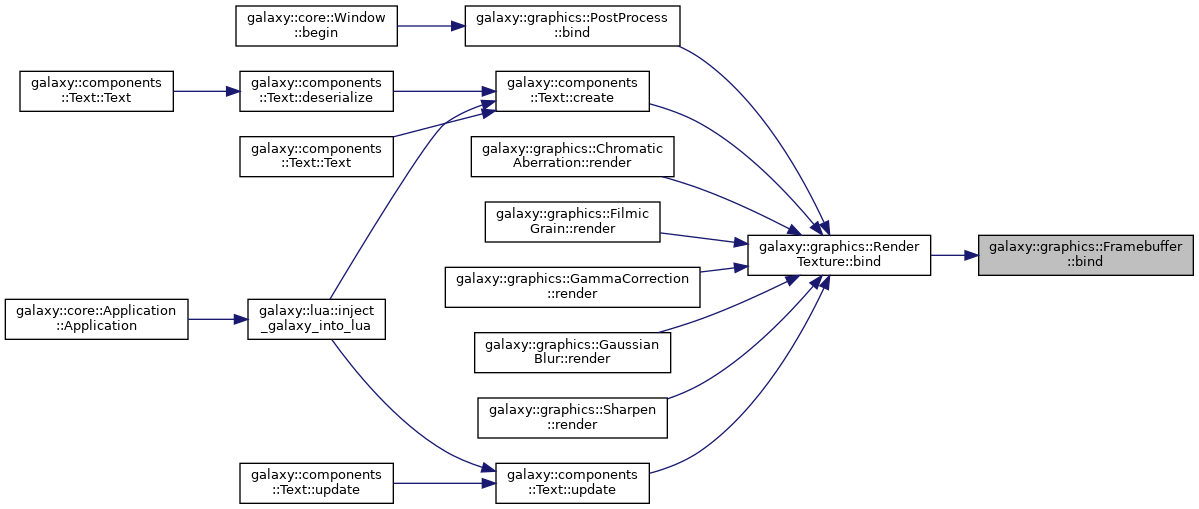 galaxy::core::Window
::begin
galaxy::graphics::PostProcess
::bind
galaxy::components
::Text::Text
galaxy::components
::Text::deserialize
galaxy::components
::Text::create
galaxy::components
::Text::Text
galaxy::graphics::Chromatic
Aberration::render
galaxy::graphics::Filmic
Grain::render
galaxy::graphics::Render
Texture::bind
galaxy::graphics::Framebuffer
::bind
galaxy::graphics::GammaCorrection
::render
galaxy::core::Application
::Application
galaxy::lua::inject
_galaxy_into_lua
galaxy::graphics::Gaussian
Blur::render
galaxy::graphics::Sharpen
::render
galaxy::components
::Text::update
galaxy::components
::Text::update